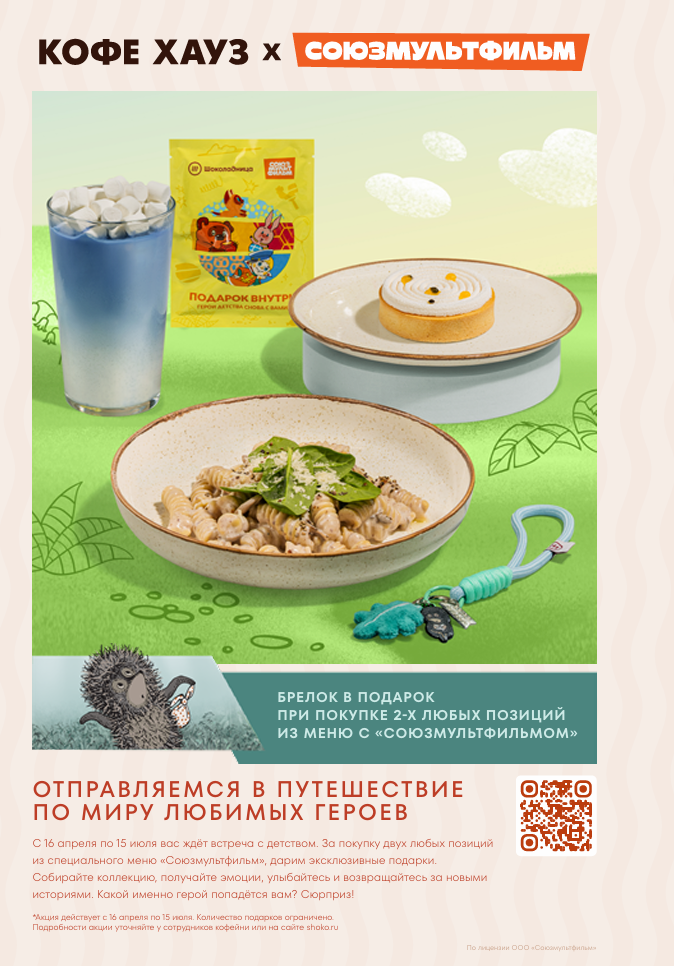 КОФЕ ХАУЗ x СОЮЗМУЛЬТФИЛЬМ
Шоколадница
СОЮЗ
МУЛЬТ
ФИЛЬМ
ПОДАРОК ВНУТРИ
ГЕРОИ ДЕТСТВА СНОВА С ВАМИ
БРЕЛОК В ПОДАРОК
ПРИ ПОКУПКЕ 2-Х ЛЮБЫХ ПОЗИЦИЙ
ИЗ МЕНЮ С «СОЮЗМУЛЬТФИЛЬМОМ»
ОТПРАВЛЯЕМСЯ В ПУТЕШЕСТВИЕ
ПО МИРУ ЛЮБИМЫХ ГЕРОЕВ
С 16 апреля по 15 июля вас ждёт встреча с детством. За покупку двух любых позиций
из специального меню «Союзмультфильм», дарим эксклюзивные подарки.
Собирайте коллекцию, получайте эмоции, улыбайтесь и возвращайтесь за новыми
историями. Какой именно герой попадётся вам? Сюрприз!
*Акция действует с 16 апреля по 15 июля. Количество подарков ограничено.
Подробности акции уточняйте у сотрудников кофейни или на сайте shoko.ru
По лицензии ООО «Союзмультфильм»